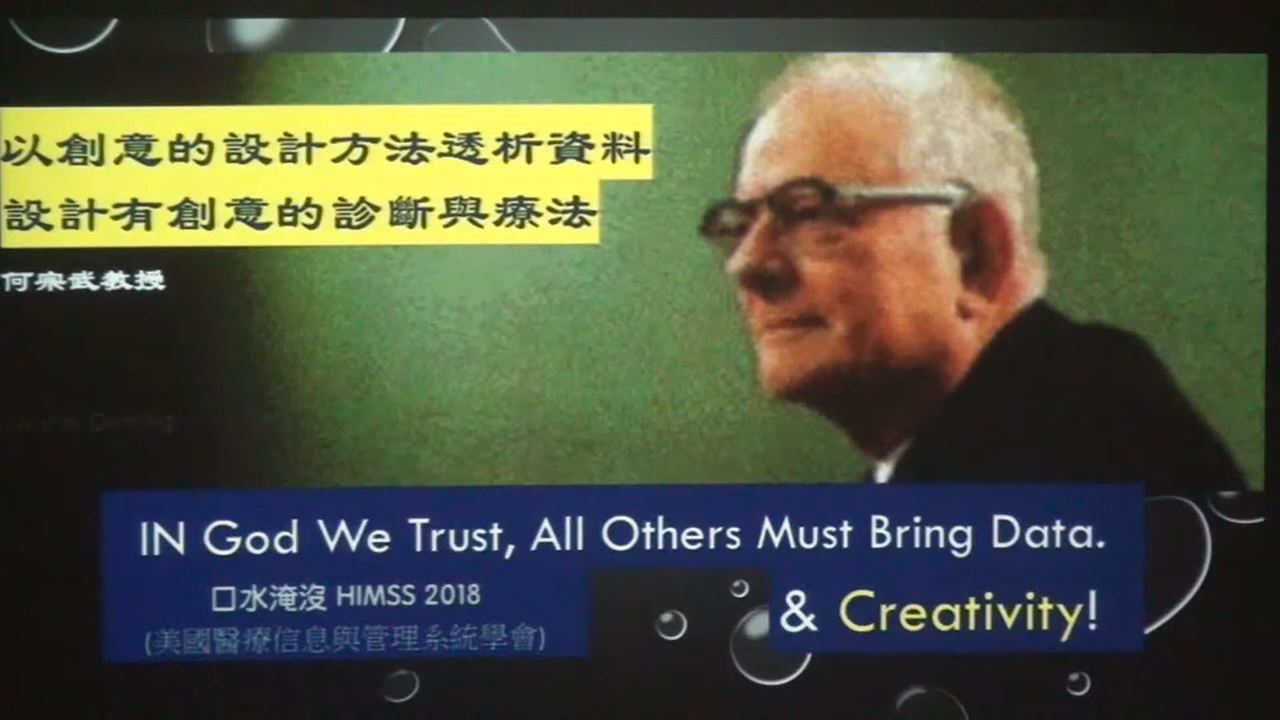 以創意的設計方法透析資料
設計有創意的診斷與療法
何宗武教授
Deming
IN God We Trust, All Others Must Bring Data.
& Creativity!
口水淹沒 HIMSS 2018
(美國醫療信息與管理系統學會)